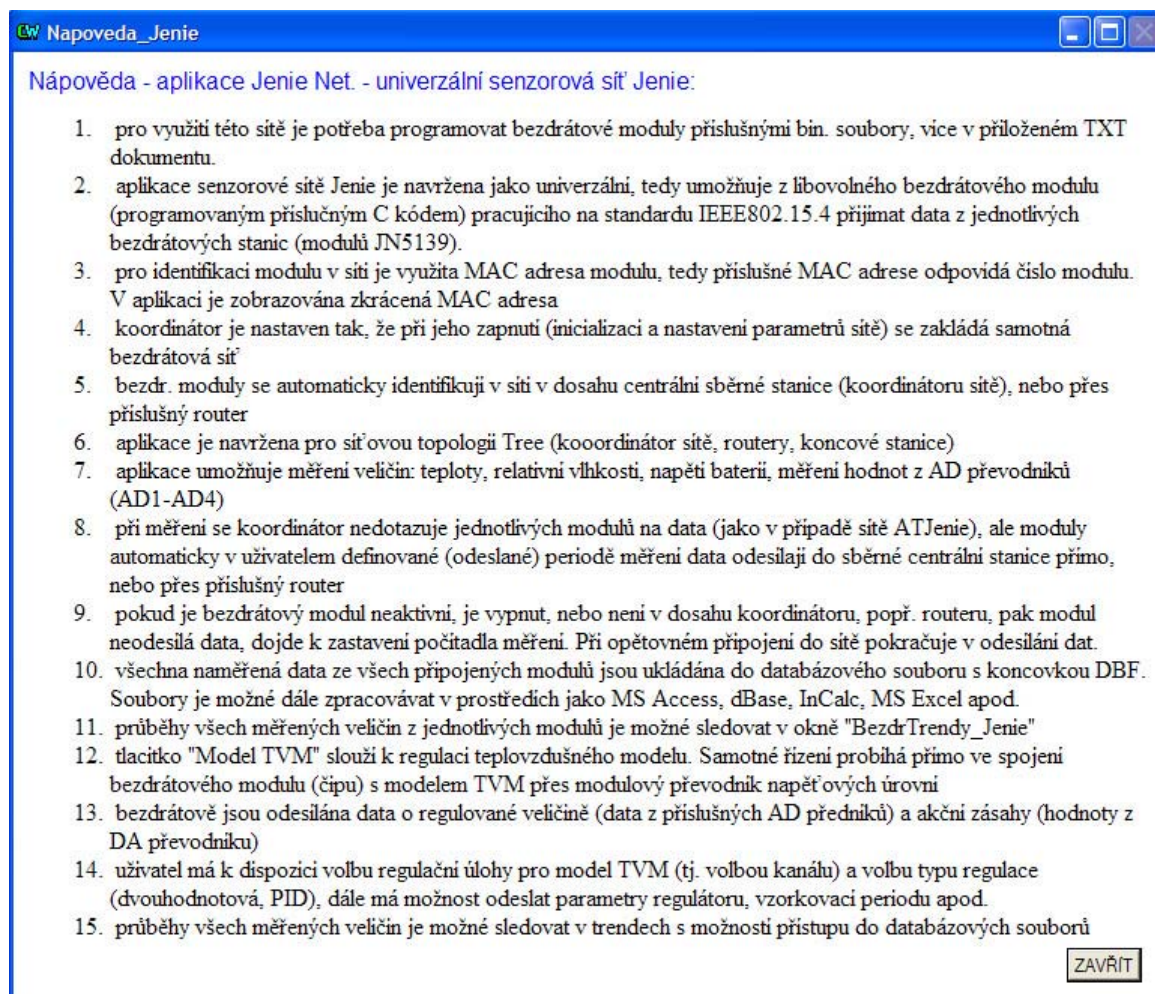 Napoveda_Jenie
Nápověda - aplikace Jenie Net. - univerzální senzorová síť Jenie:
1. pro využití této sítě je potřeba programovat bezdrátové moduly příslušnými bin. soubory, více v přiloženém TXT
dokumentu.
2. aplikace senzorové sítě Jenie je navržena jako univerzální, tedy umožňuje z libovolného bezdrátového modulu
(programovaným příslučným C kódem) pracujícího na standardu IEEE802.15.4 přijímat data z jednotlivých
bezdrátových stanic (modulů JN5139).
3. pro identifikaci modulu v síti je využita MAC adresa modulu, tedy příslušné MAC adrese odpovídá číslo modulu.
V aplikaci je zobrazována zkrácená MAC adresa
4. koordinátor je nastaven tak, že při jeho zapnutí (inicializaci a nastavení parametrů sítě) se zakládá samotná
bezdrátová síť
5. bezdr. moduly se automaticky identifikují v síti v dosahu centrální sběrné stanice (koordinátoru sítě), nebo přes
příslušný router
6. aplikace je navržena pro síťovou topologii Tree (kooordinátor sítě, routery, koncové stanice)
7. aplikace umožňuje měření veličin: teploty, relativní vlhkosti, napětí baterií, měření hodnot z AD převodníků
(AD1-AD4)
8. při měření se koordinátor nedotazuje jednotlivých modulů na data (jako v případě sítě ATJenie), ale moduly
automaticky v uživatelem definované (odeslané) periodě měření data odesílají do sběrné centrální stanice přímo,
nebo přes příslušný router
9. pokud je bezdrátový modul neaktivní, je vypnut, nebo není v dosahu koordinátoru, popř. routeru, pak modul
neodesílá data, dojde k zastavení počítadla měření. Při opětovném připojení do sítě pokračuje v odesílání dat.
10. všechna naměřená data ze všech připojených modulů jsou ukládána do databázového souboru s koncovkou DBF.
Soubory je možné dále zpracovávat v prostředích jako MS Access, dBase, InCalc, MS Excel apod.
11. průběhy všech měřených veličin z jednotlivých modulů je možné sledovat v okně "BezdrTrendy_Jenie"
12. tlacitko "Model TVM" slouží k regulaci teplovzdušného modelu. Samotné řízení probíhá přímo ve spojení
bezdrátového modulu (čipu) s modelem TVM přes modulový převodník napěťových úrovní
13. bezdrátově jsou odesílána data o regulované veličině (data z příslušných AD předníků) a akční zásahy (hodnoty z
DA převodníku)
14. uživatel má k dispozici volbu regulační úlohy pro model TVM (tj. volbou kanálu) a volbu typu regulace
(dvouhodnotová, PID), dále má možnost odeslat parametry regulátoru, vzorkovací periodu apod.
15. průběhy všech měřených veličin je možné sledovat v trendech s možností přístupu do databázových souborů
ZAVŘÍT